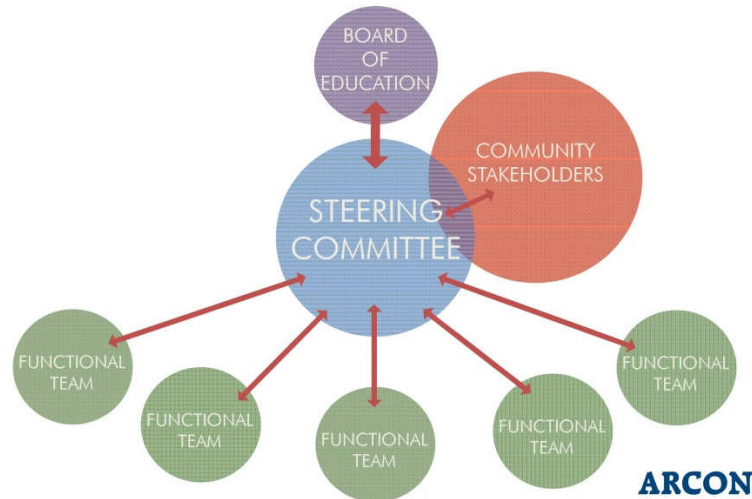 BOARD
OF
EDUCATION
COMMUNITY
STAKEHOLDERS
STEERING
COMMITTEE
FUNCTIONAL
TEAM
FUNCTIONAL
TEAM
FUNCTIONAL
TEAM
FUNCTIONAL
TEAM
FUNCTIONAL
TEAM
ARCON